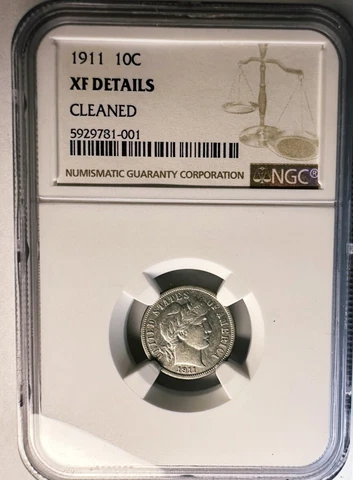 1911 10C
XF DETAILS
CLEANED
5929781-001
NUMISMATIC GUARANTY CORPORATION
NGC®
UNITED STATES OF AMERICA
1911